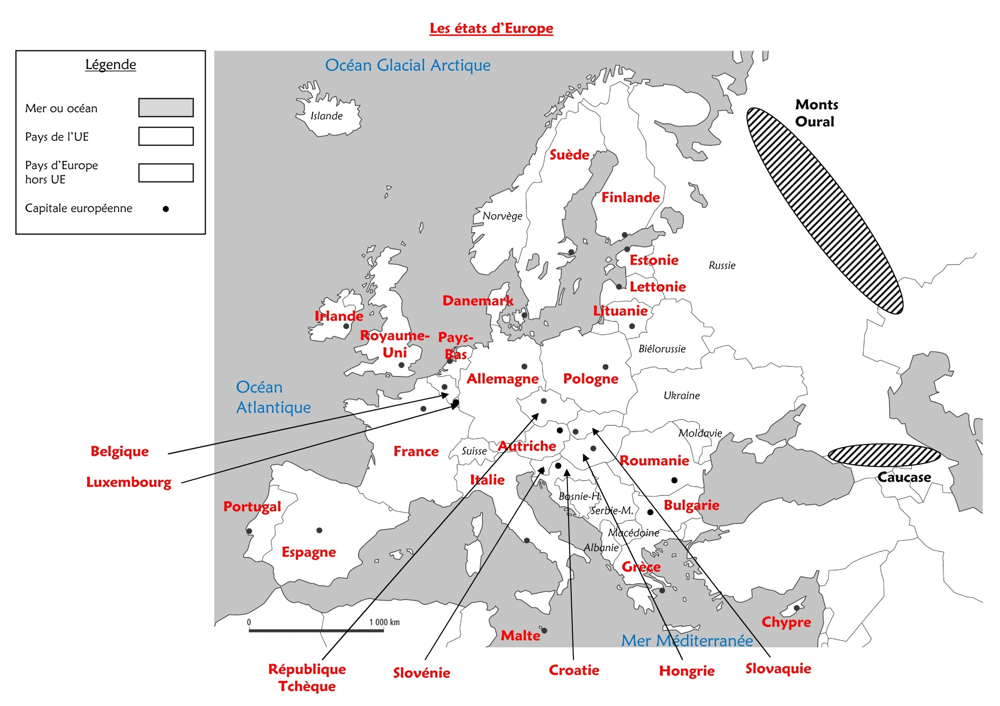 Les états d'Europe
Légende
Mer ou océan
Pays de l'UE
Pays d'Europe
hors UE
Capitale européenne
Océan Glacial Arctique
Islande
Monts
Oural
Suède
Finlande
Norvège
Estonie
Russie
Lettonie
Danemark
Lituanie
Irlande
Royaume-
Uni
Pays-
Bas
Biélorussie
Allemagne
Pologne
Océan
Atlantique
Ukraine
Moldavie
Belgique
France
Suisse
Autriche
Roumanie
Caucase
Luxembourg
Italie
Bosnie-H.
Portugal
Serbie-M.
Bulgarie
Macédoine
Albanie
Espagne
Grèce
Chypre
0
1 000 km
Malte
Mer Méditerranée
République
Tchèque
Slovénie
Croatie
Hongrie
Slovaquie